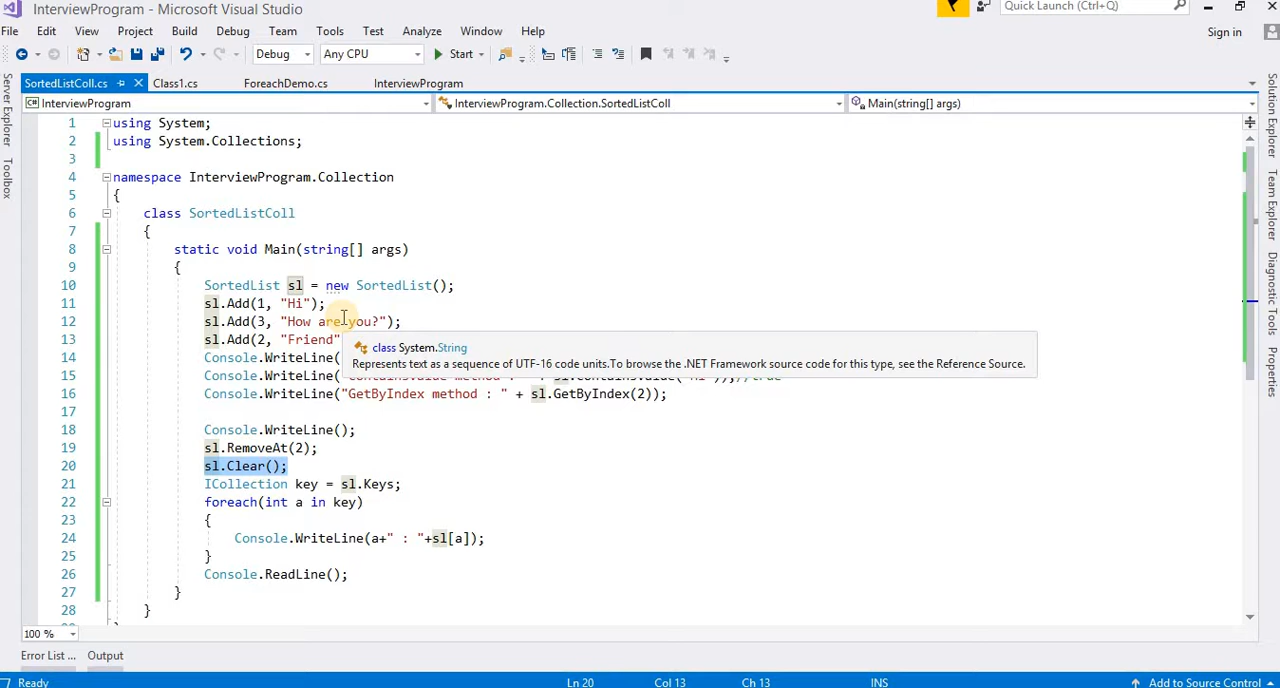 InterviewProgram - Microsoft Visual Studio
Quick Launch (Ctrl+Q)
File Edit View Project Build Debug Team Tools Test Analyze Window Help
Sign in
Debug Any CPU Start
SortedListColl.cs Class1.cs ForeachDemo.cs InterviewProgram
InterviewProgram InterviewProgram.Collection.SortedListColl Main(string[] args)
Server Explorer
Toolbox
1 using System;
2 using System.Collections;
3
4 namespace InterviewProgram.Collection
5 {
6 class SortedListColl
7 {
8 static void Main(string[] args)
9 {
10 SortedList sl = new SortedList();
11 sl.Add(1, "Hi");
12 sl.Add(3, "How are you?");
13 sl.Add(2, "Friend"
class System.String
Represents text as a sequence of UTF-16 code units.To browse the .NET Framework source code for this type, see the Reference Source.
14 Console.WriteLine(
15 Console.WriteLine(
16 Console.WriteLine("GetByIndex method : " + sl.GetByIndex(2));
17
18 Console.WriteLine();
19 sl.RemoveAt(2);
20 sl.Clear();
21 ICollection key = sl.Keys;
22 foreach(int a in key)
23 {
24 Console.WriteLine(a+" : "+sl[a]);
25 }
26 Console.ReadLine();
27 }
28 }
Solution Explorer
Team Explorer
Diagnostic Tools
Properties
100 %
Error List ... Output
Ready Ln 20 Col 13 Ch 13 INS Add to Source Control